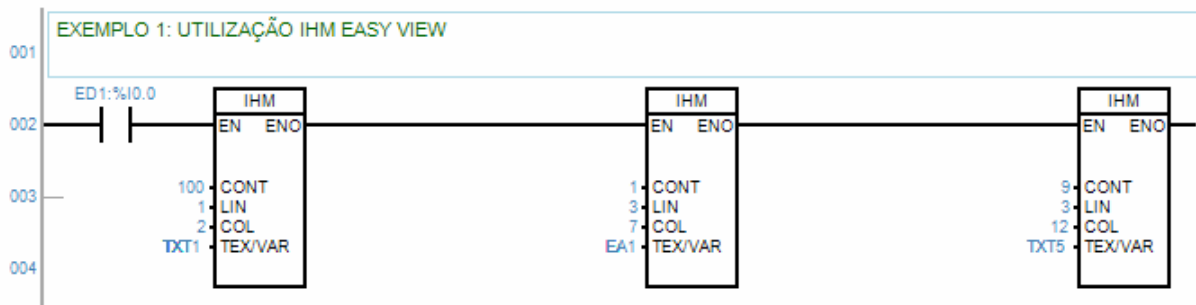 EXEMPLO 1: UTILIZAÇÃO IHM EASY VIEW
001
ED1:%I0.0
IHM IHM IHM
002 EN ENO EN ENO EN ENO
100 CONT 1 CONT 9 CONT
003 1 LIN 3 LIN 3 LIN
2 COL 7 COL 12 COL
TXT1 TEX/VAR EA1 TEX/VAR TXT5 TEX/VAR
004